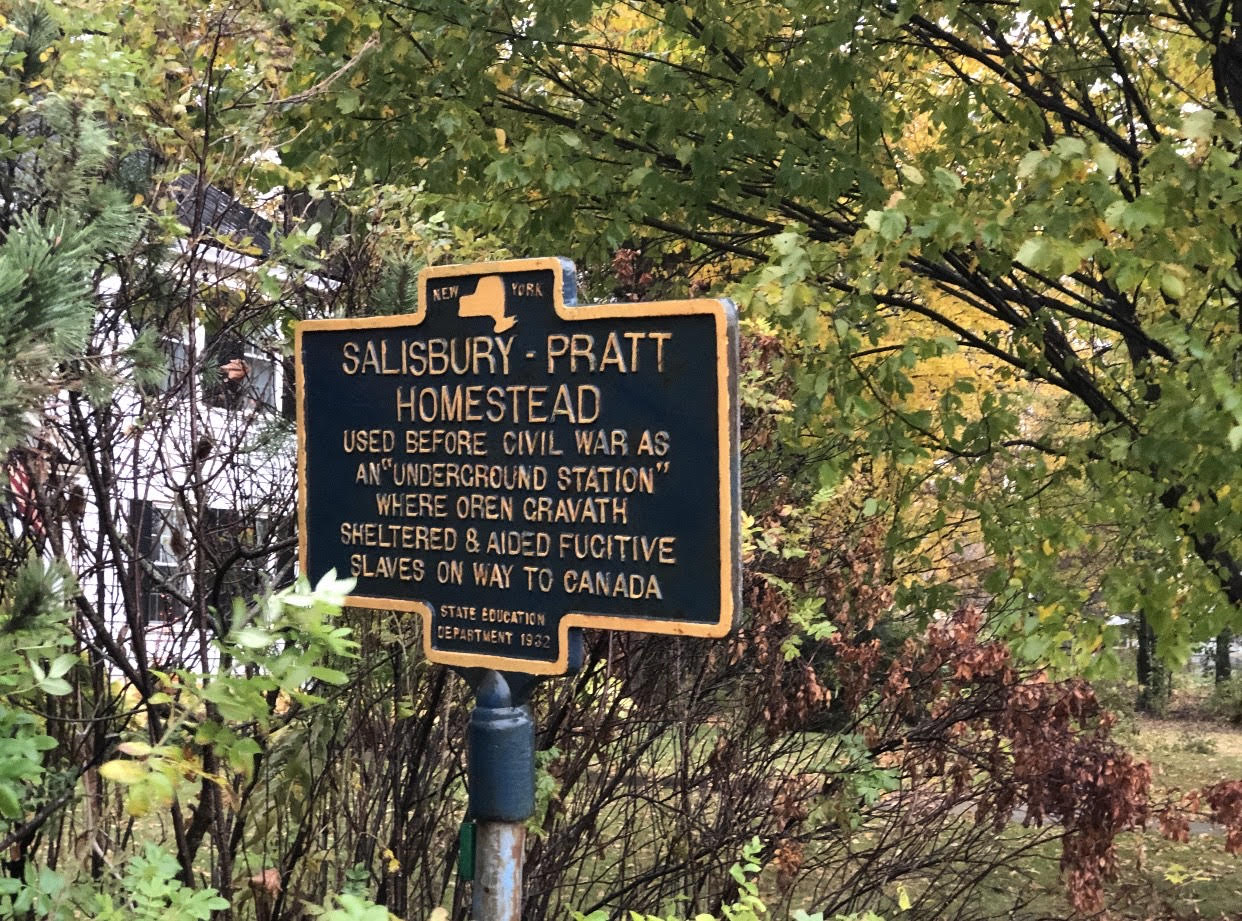 NEW YORK
SALISBURY - PRATT
HOMESTEAD
USED BEFORE CIVIL WAR AS
AN "UNDERGROUND STATION"
WHERE OREN CRAVATH
SHELTERED & AIDED FUGITIVE
SLAVES ON WAY TO CANADA
STATE EDUCATION
DEPARTMENT 1932